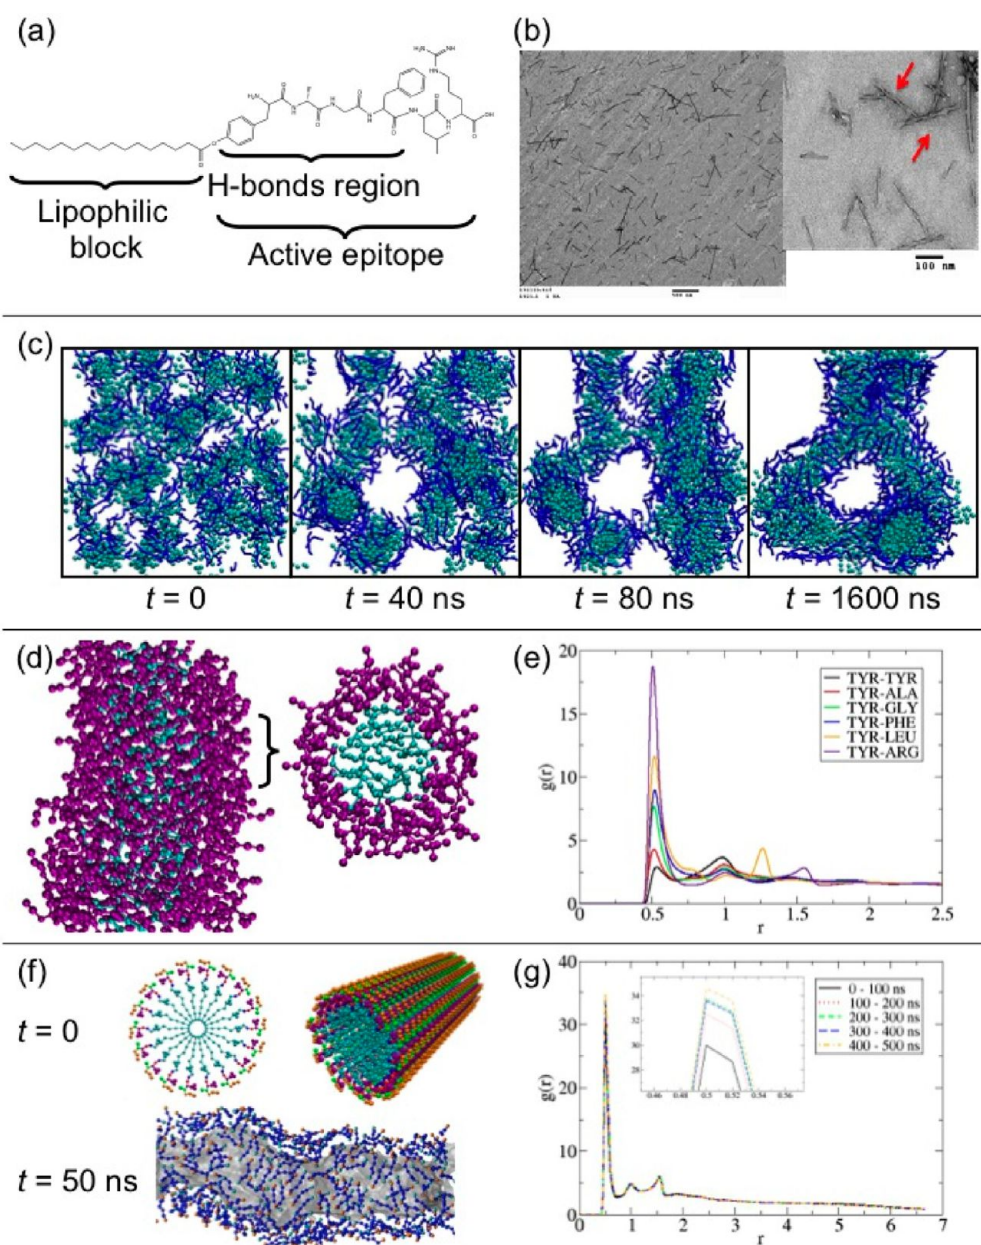 (a)
H₂N
NH
HN
OH
Lipophilic
block
H-bonds region
Active epitope
(b)
100 nm
(c)
t = 0
t = 40 ns
t = 80 ns
t = 1600 ns
(d)
(e)
g(r)
20
15
10
5
0
TYR-TYR
TYR-ALA
TYR-GLY
TYR-PHE
TYR-LEU
TYR-ARG
0 0.5 1 1.5 2 2.5
r
(f)
t = 0
t = 50 ns
(g)
g(r)
40
30
20
10
0
34
32
30
28
0.46 0.48 0.5 0.52 0.54 0.56
0 - 100 ns
100 - 200 ns
200 - 300 ns
300 - 400 ns
400 - 500 ns
0 1 2 3 4 5 6 7
r